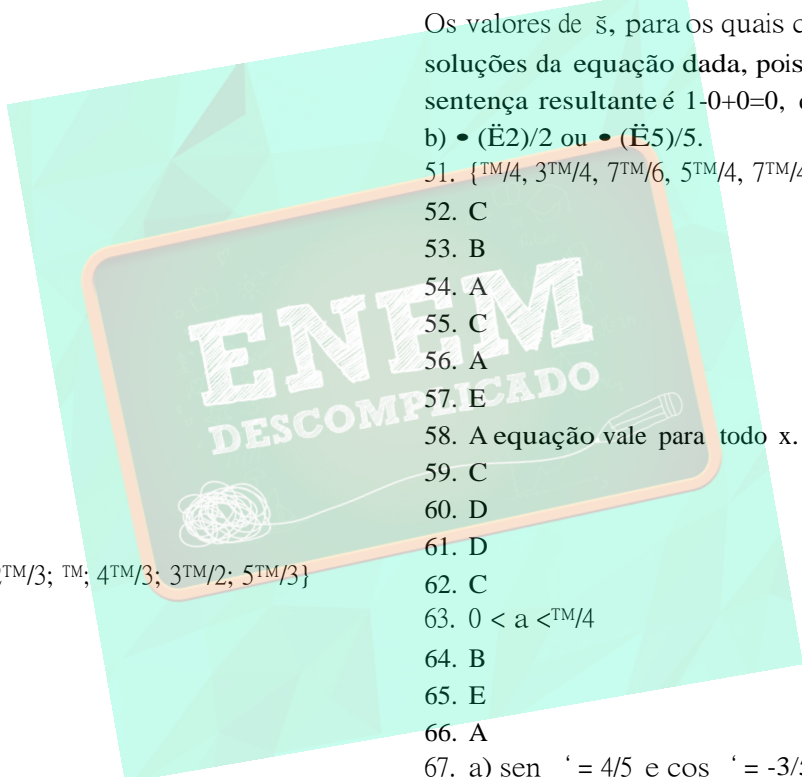 Os valores de š, para os quais
soluções da equação dada, pois
sentença resultante é 1-0+0=0,
b) • (Ë2)/2 ou • (Ë5)/5.
51. {™/4, 3™/4, 7™/6, 5™/4, 7™/4
52. C
53. B
54. A
55. C
56. A
57. E
58. A equação vale para todo x.
59. C
60. D
61. D
™/3; ™; 4™/3; 3™/2; 5™/3}
62. C
63. 0 < a <™/4
64. B
65. E
66. A
67. a) sen ‘ = 4/5 e cos ‘ = -3/5
ENEM
DESCOMPLICADO